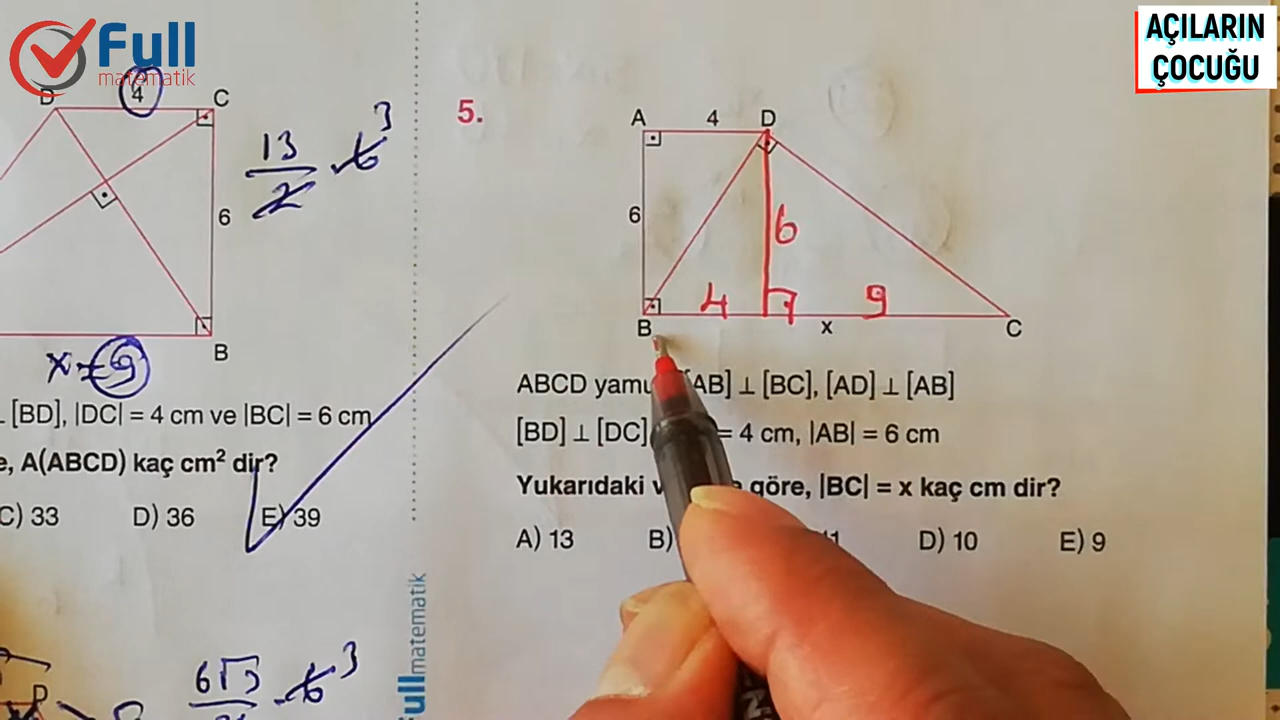 Full
matematik
AÇILARIN
ÇOCUĞU
D 4 C
6
B
13
2
6 3
x = 9
[BD], |DC| = 4 cm ve |BC| = 6 cm
e, A(ABCD) kaç cm² dir?
C) 33 D) 36 E) 39
6√3
6 3
D
fullmatematik
5.
A 4 D
6 6
4 9
B x C
ABCD yamu [AB] ⊥ [BC], [AD] ⊥ [AB]
[BD] ⊥ [DC] = 4 cm, |AB| = 6 cm
Yukarıdaki v göre, |BC| = x kaç cm dir?
A) 13 B) 11 D) 10 E) 9